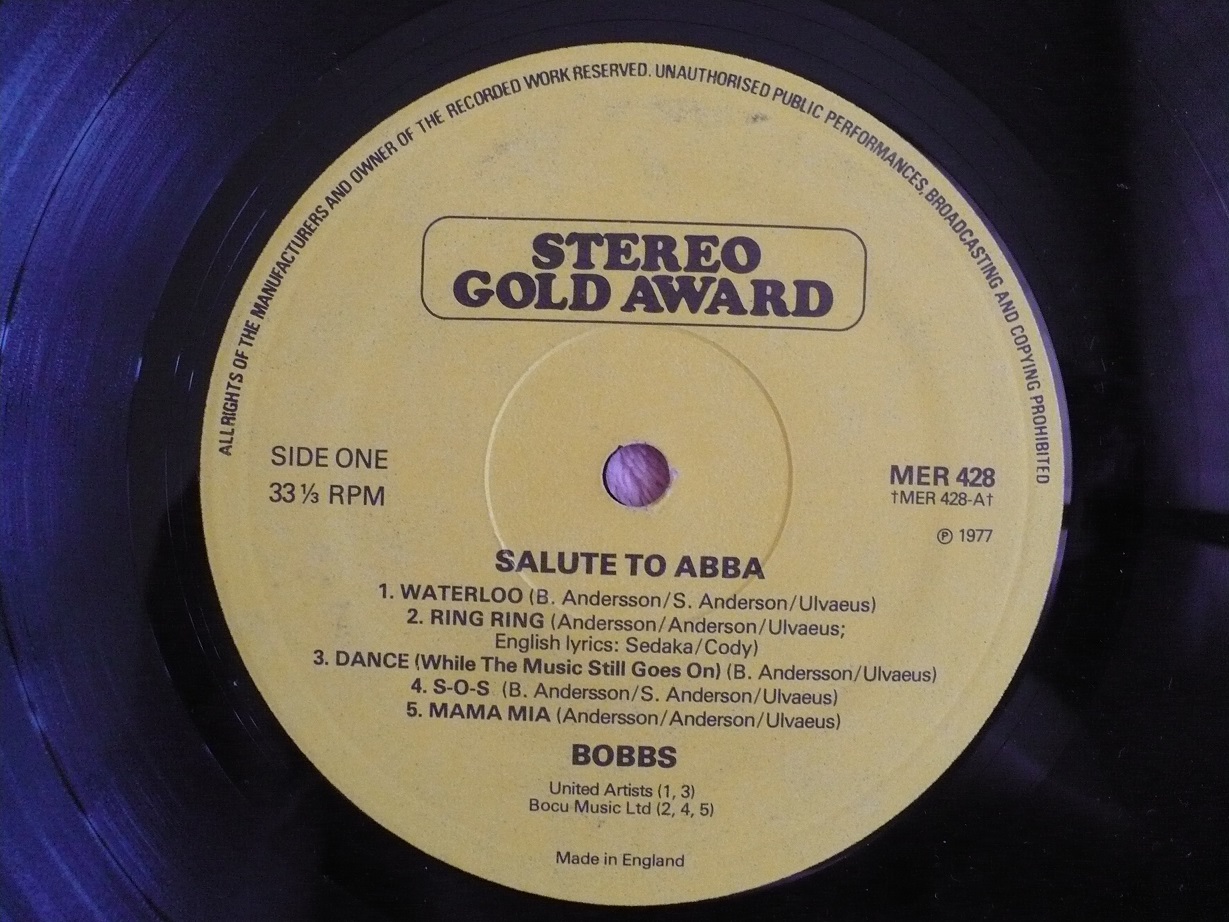 ALL RIGHTS OF THE MANUFACTURERS AND OWNER OF THE RECORDED WORK RESERVED. UNAUTHORISED PUBLIC PERFORMANCES, BROADCASTING AND COPYING PROHIBITED
STEREO
GOLD AWARD
SIDE ONE
33 ⅓ RPM
MER 428
†MER 428-A†
℗ 1977
SALUTE TO ABBA
1. WATERLOO (B. Andersson/S. Anderson/Ulvaeus)
2. RING RING (Andersson/Anderson/Ulvaeus;
English lyrics: Sedaka/Cody)
3. DANCE (While The Music Still Goes On) (B. Andersson/Ulvaeus)
4. S-O-S (B. Andersson/S. Anderson/Ulvaeus)
5. MAMA MIA (Andersson/Anderson/Ulvaeus)
BOBBS
United Artists (1, 3)
Bocu Music Ltd (2, 4, 5)
Made in England